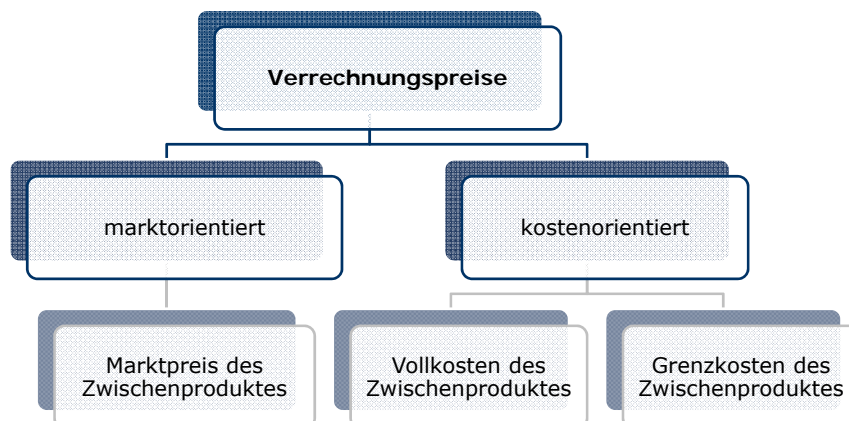 Verrechnungspreise
marktorientiert
kostenorientiert
Marktpreis des
Zwischenproduktes
Vollkosten des
Zwischenproduktes
Grenzkosten des
Zwischenproduktes